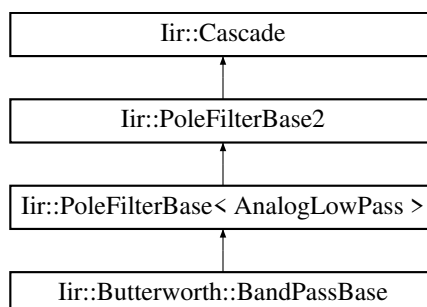 Iir::Cascade
Iir::PoleFilterBase2
Iir::PoleFilterBase< AnalogLowPass >
Iir::Butterworth::BandPassBase